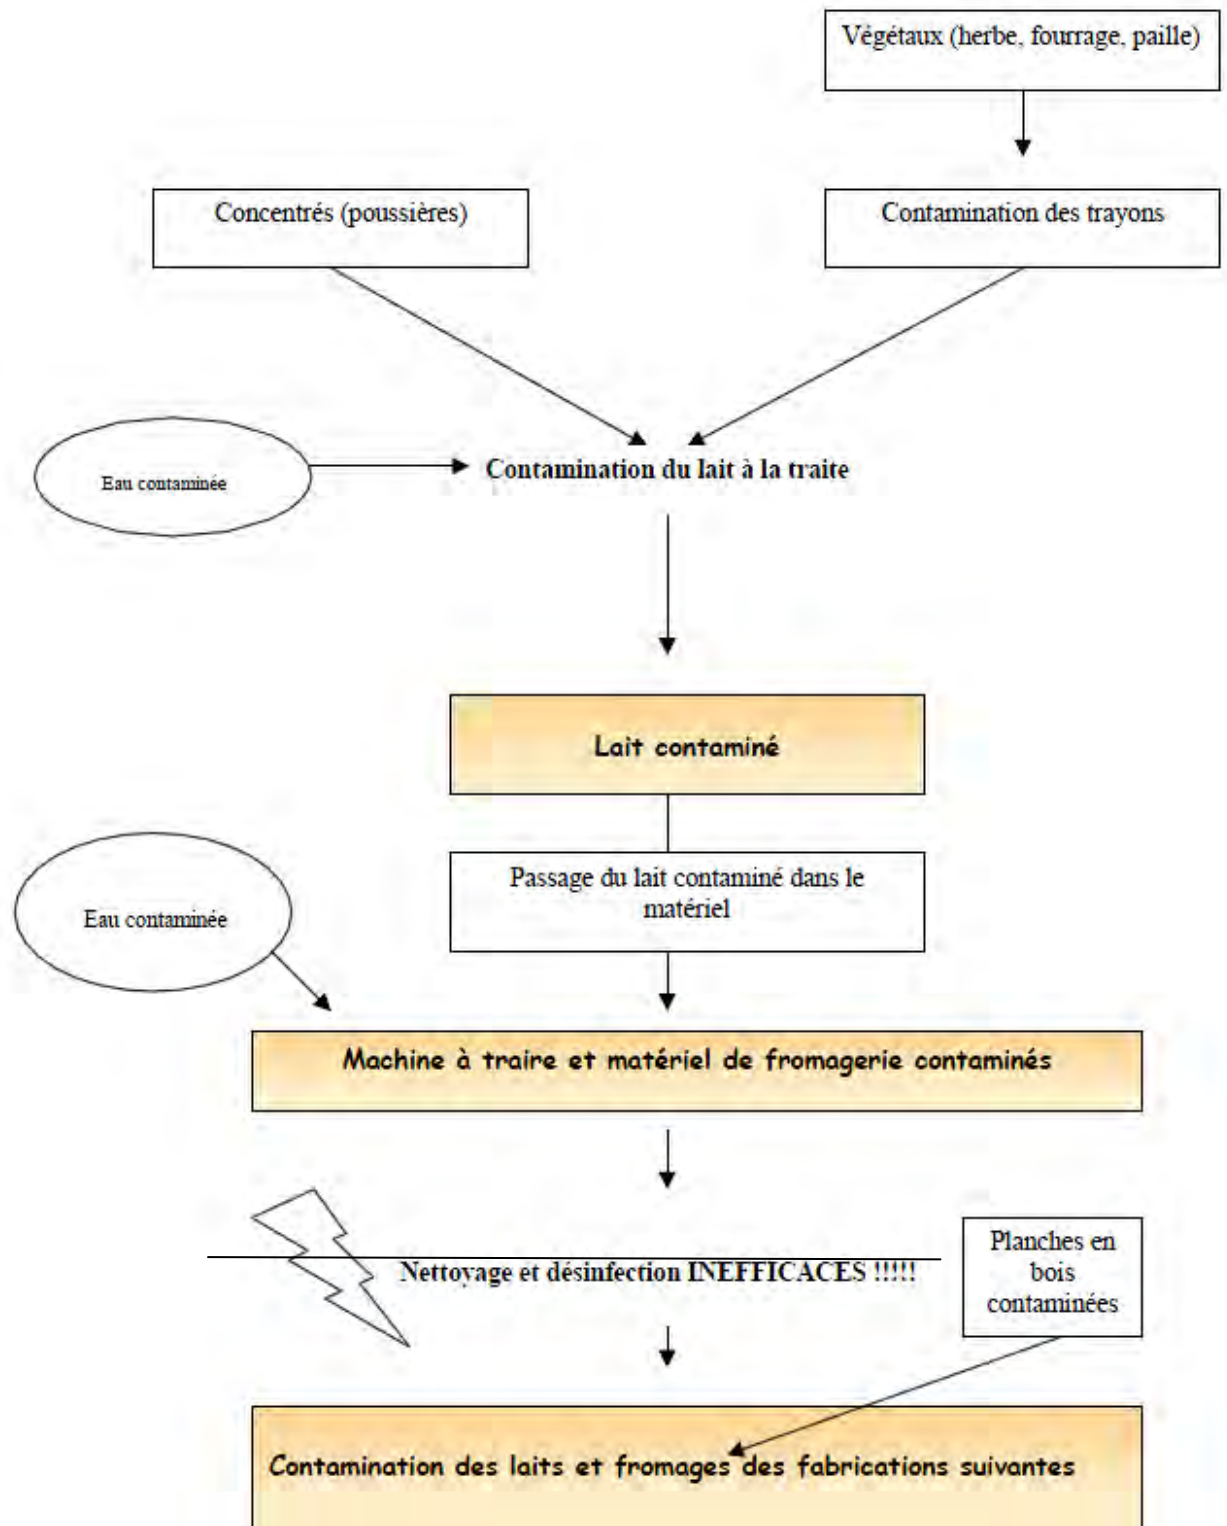 Végétaux (herbe, fourrage, paille)
Concentrés (poussières)
Contamination des trayons
Eau contaminée
Contamination du lait à la traite
Lait contaminé
Passage du lait contaminé dans le
matériel
Eau contaminée
Machine à traire et matériel de fromagerie contaminés
Nettoyage et désinfection INEFFICACES !!!!!
Planches en
bois
contaminées
Contamination des laits et fromages des fabrications suivantes